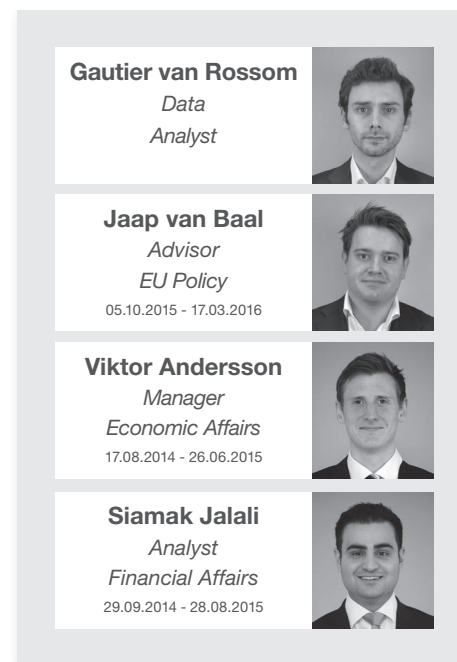 Gautier van Rossom
Data
Analyst
Jaap van Baal
Advisor
EU Policy
05.10.2015 - 17.03.2016
Viktor Andersson
Manager
Economic Affairs
17.08.2014 - 26.06.2015
Siamak Jalali
Analyst
Financial Affairs
29.09.2014 - 28.08.2015